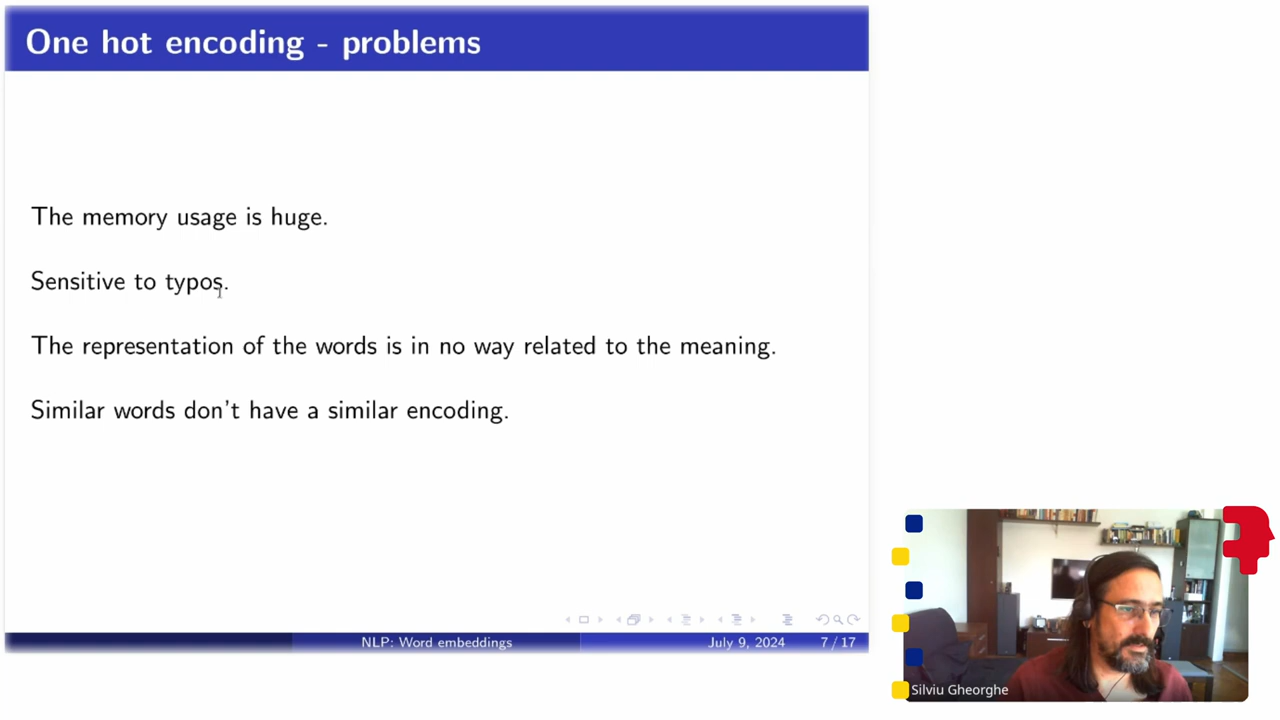 One hot encoding - problems
The memory usage is huge.
Sensitive to typos.
The representation of the words is in no way related to the meaning.
Similar words don't have a similar encoding.
NLP: Word embeddings July 9, 2024 7 / 17
Silviu Gheorghe